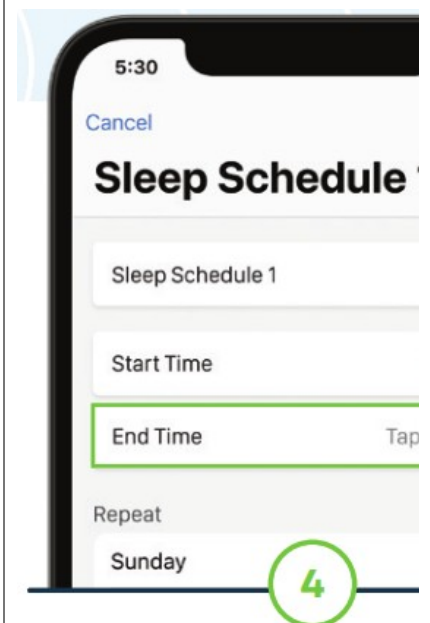 5:30
Cancel
Sleep Schedule
Sleep Schedule 1
Start Time
End Time Tap
Repeat
Sunday
4